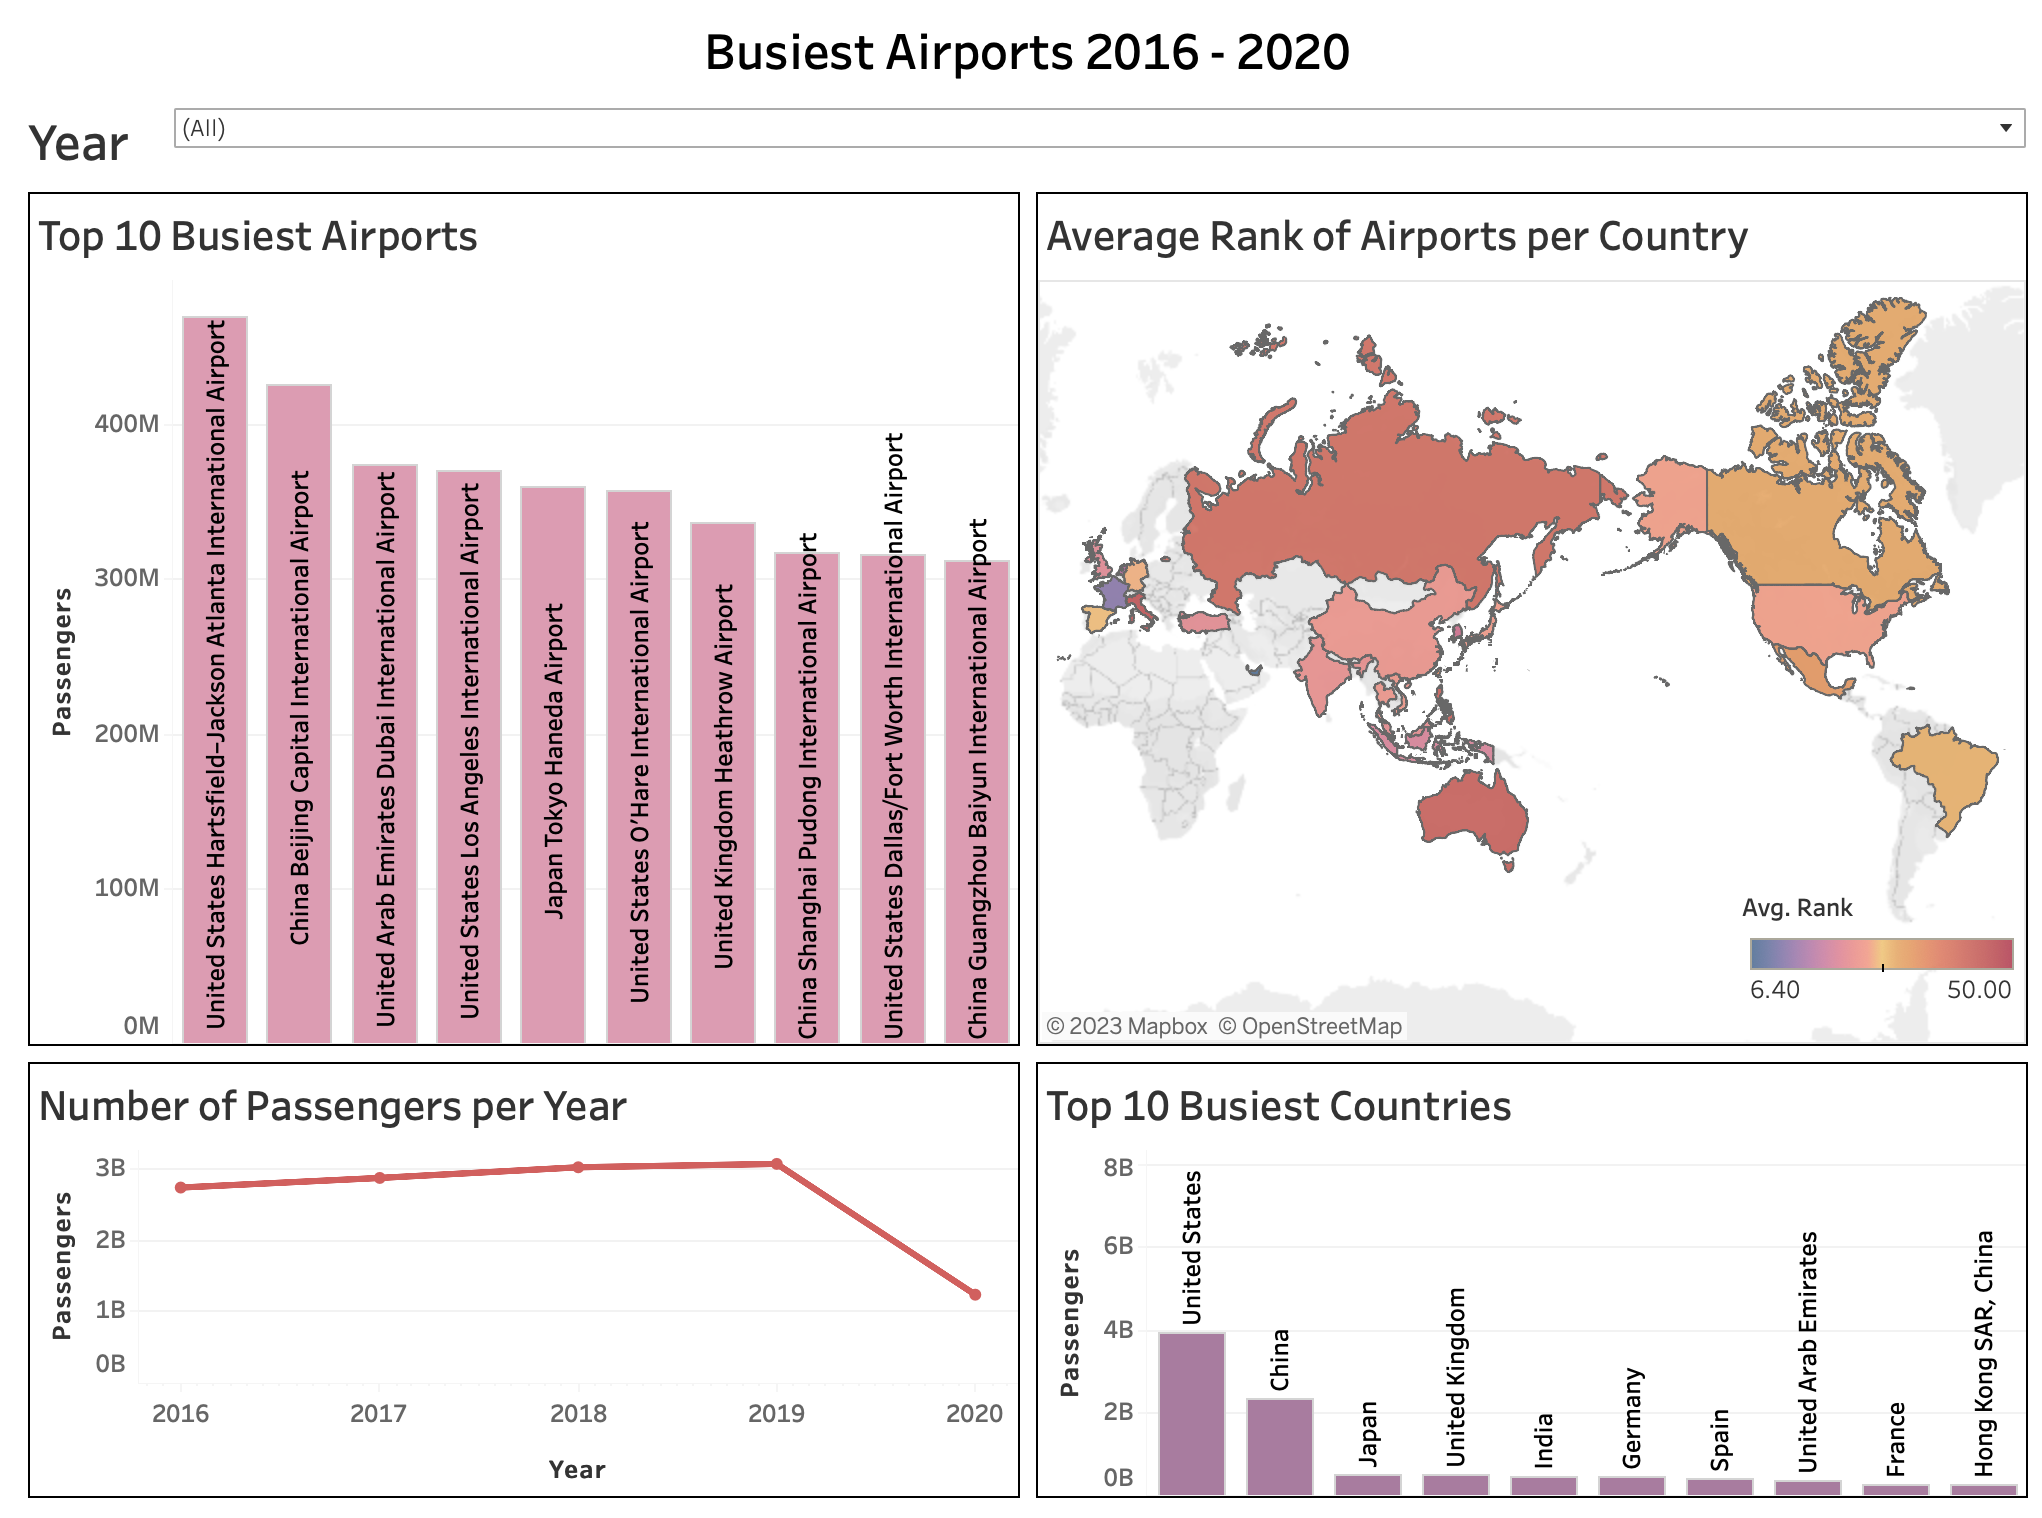 Busiest Airports 2016 - 2020
Year
(All)
Top 10 Busiest Airports
Passengers
400M
300M
200M
100M
0M
United States Hartsfield–Jackson Atlanta International Airport
China Beijing Capital International Airport
United Arab Emirates Dubai International Airport
United States Los Angeles International Airport
Japan Tokyo Haneda Airport
United States O'Hare International Airport
United Kingdom Heathrow Airport
China Shanghai Pudong International Airport
United States Dallas/Fort Worth International Airport
China Guangzhou Baiyun International Airport
Average Rank of Airports per Country
Avg. Rank
6.40 50.00
© 2023 Mapbox © OpenStreetMap
Number of Passengers per Year
Passengers
3B
2B
1B
0B
2016 2017 2018 2019 2020
Year
Top 10 Busiest Countries
Passengers
8B
6B
4B
2B
0B
United States
China
Japan
United Kingdom
India
Germany
Spain
United Arab Emirates
France
Hong Kong SAR, China